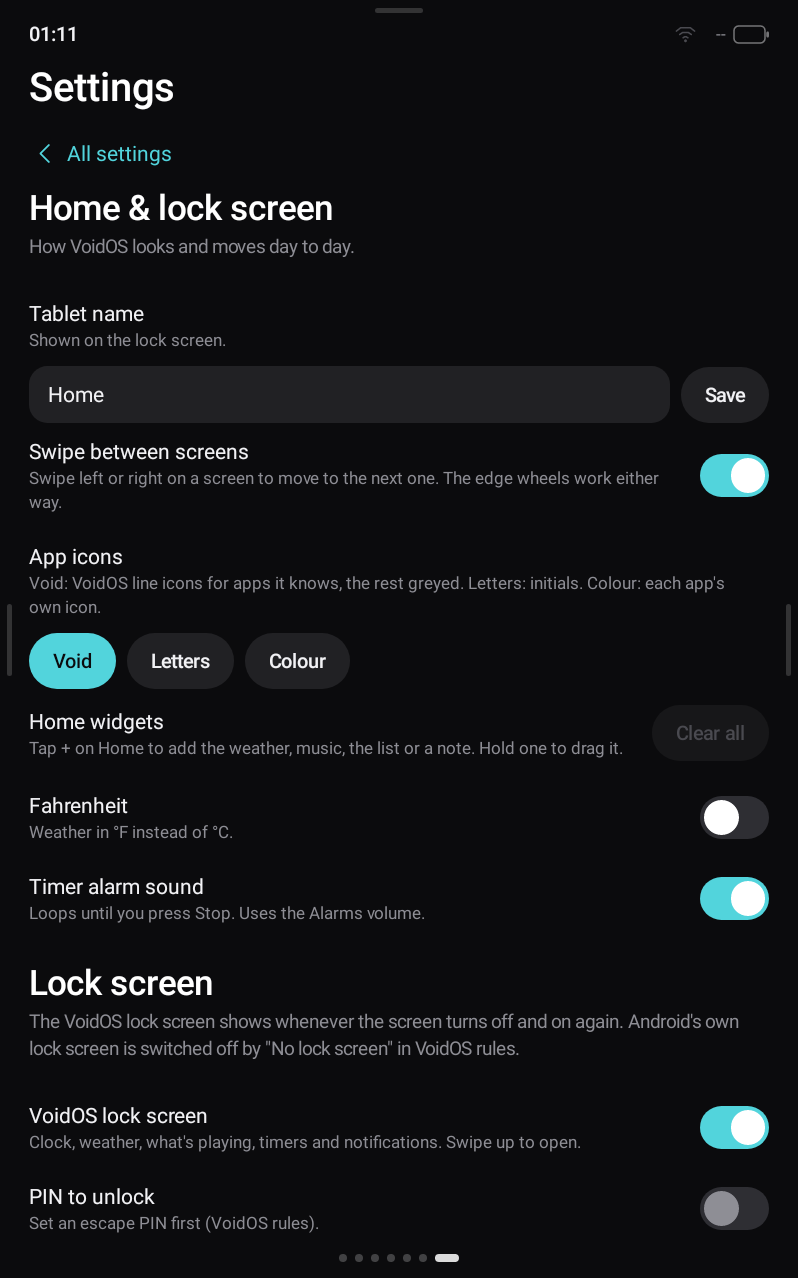 01:11
--
Settings
All settings
Home & lock screen
How VoidOS looks and moves day to day.
Tablet name
Shown on the lock screen.
Home
Save
Swipe between screens
Swipe left or right on a screen to move to the next one. The edge wheels work either
way.
App icons
Void: VoidOS line icons for apps it knows, the rest greyed. Letters: initials. Colour: each app's
own icon.
Void
Letters
Colour
Home widgets
Tap + on Home to add the weather, music, the list or a note. Hold one to drag it.
Clear all
Fahrenheit
Weather in °F instead of °C.
Timer alarm sound
Loops until you press Stop. Uses the Alarms volume.
Lock screen
The VoidOS lock screen shows whenever the screen turns off and on again. Android's own
lock screen is switched off by "No lock screen" in VoidOS rules.
VoidOS lock screen
Clock, weather, what's playing, timers and notifications. Swipe up to open.
PIN to unlock
Set an escape PIN first (VoidOS rules).